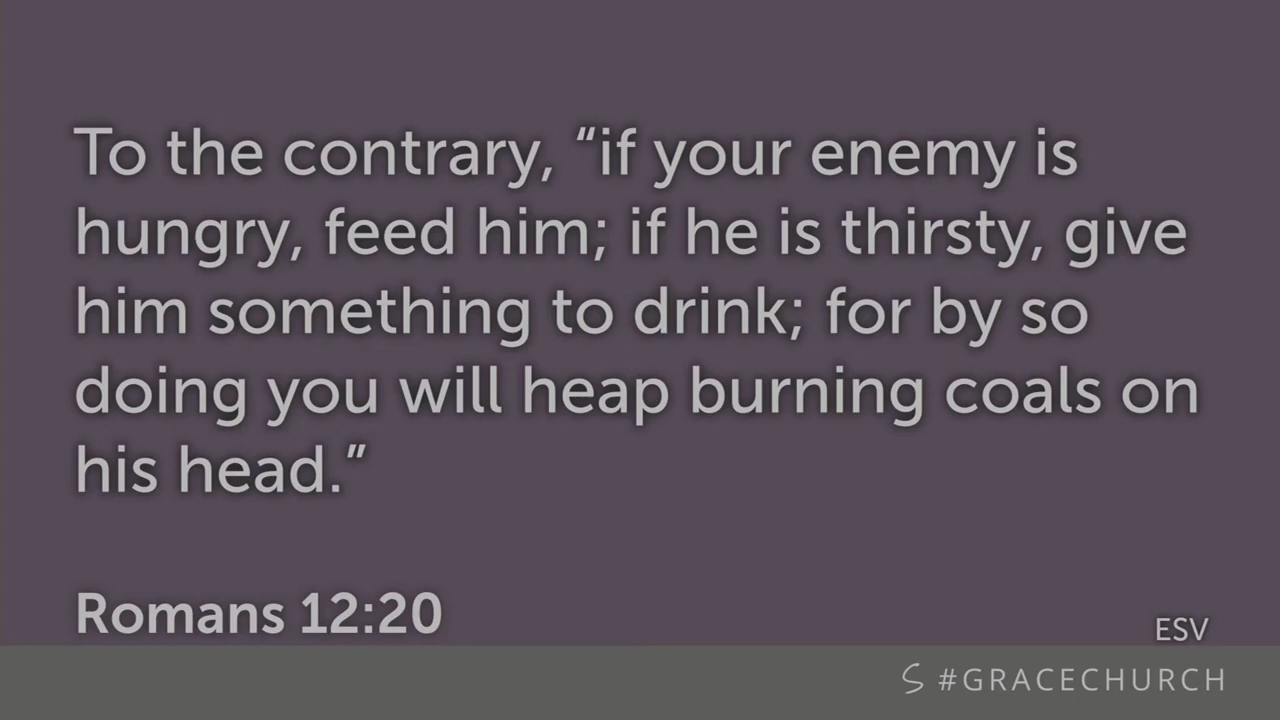 To the contrary, “if your enemy is
hungry, feed him; if he is thirsty, give
him something to drink; for by so
doing you will heap burning coals on
his head.”
Romans 12:20
ESV
#GRACECHURCH